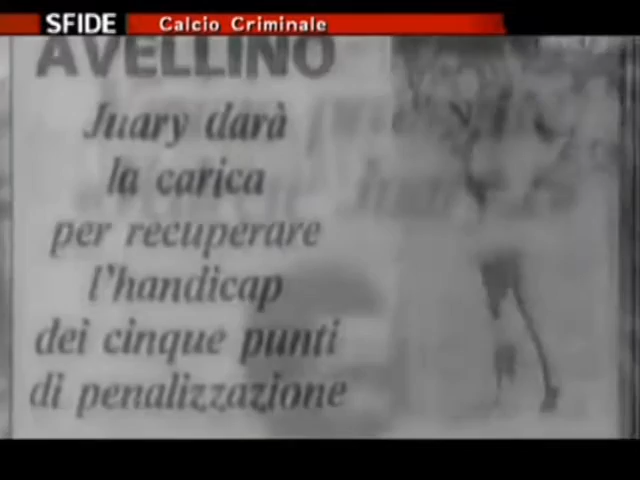 SFIDE Calcio Criminale
AVELLINO
Juary darà
la carica
per recuperare
l'handicap
dei cinque punti
di penalizzazione